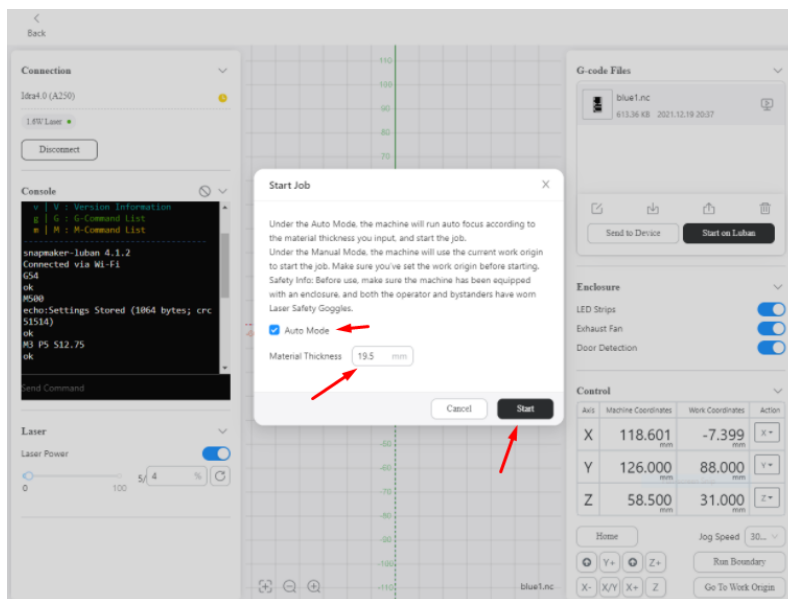 Back
Connection
Idra4.0 (A250)
1.6W Laser
Disconnect
Console
v | V : Version Information
g | G : G-Command List
m | M : M-Command List
snapmaker-luban 4.1.2
Connected via Wi-Fi
G54
ok
M500
echo:Settings Stored (1064 bytes; crc
51514)
ok
M3 P5 S12.75
ok
Send Command
Laser
Laser Power
5/ 4 %
0 100
110
100
90
80
70
Start Job
Under the Auto Mode, the machine will run auto focus according to
the material thickness you input, and start the job.
Under the Manual Mode, the machine will use the current work origin
to start the job. Make sure you've set the work origin before starting.
Safety Info: Before use, make sure the machine has been equipped
with an enclosure, and both the operator and bystanders have worn
Laser Safety Goggles.
Auto Mode
Material Thickness 19.5 mm
Cancel Start
-50
-60
-70
-80
-90
-100
-110
blue1.nc
G-code Files
blue1.nc
613.36 KB 2021.12.19 20:37
Send to Device Start on Luban
Enclosure
LED Strips
Exhaust Fan
Door Detection
Control
Axis Machine Coordinates Work Coordinates Action
X 118.601 mm -7.399 mm X
Y 126.000 mm 88.000 mm Y
Z 58.500 mm 31.000 mm Z
Home Jog Speed 30...
Y+ Z+ Run Boundary
X- X/Y X+ Z Go To Work Origin